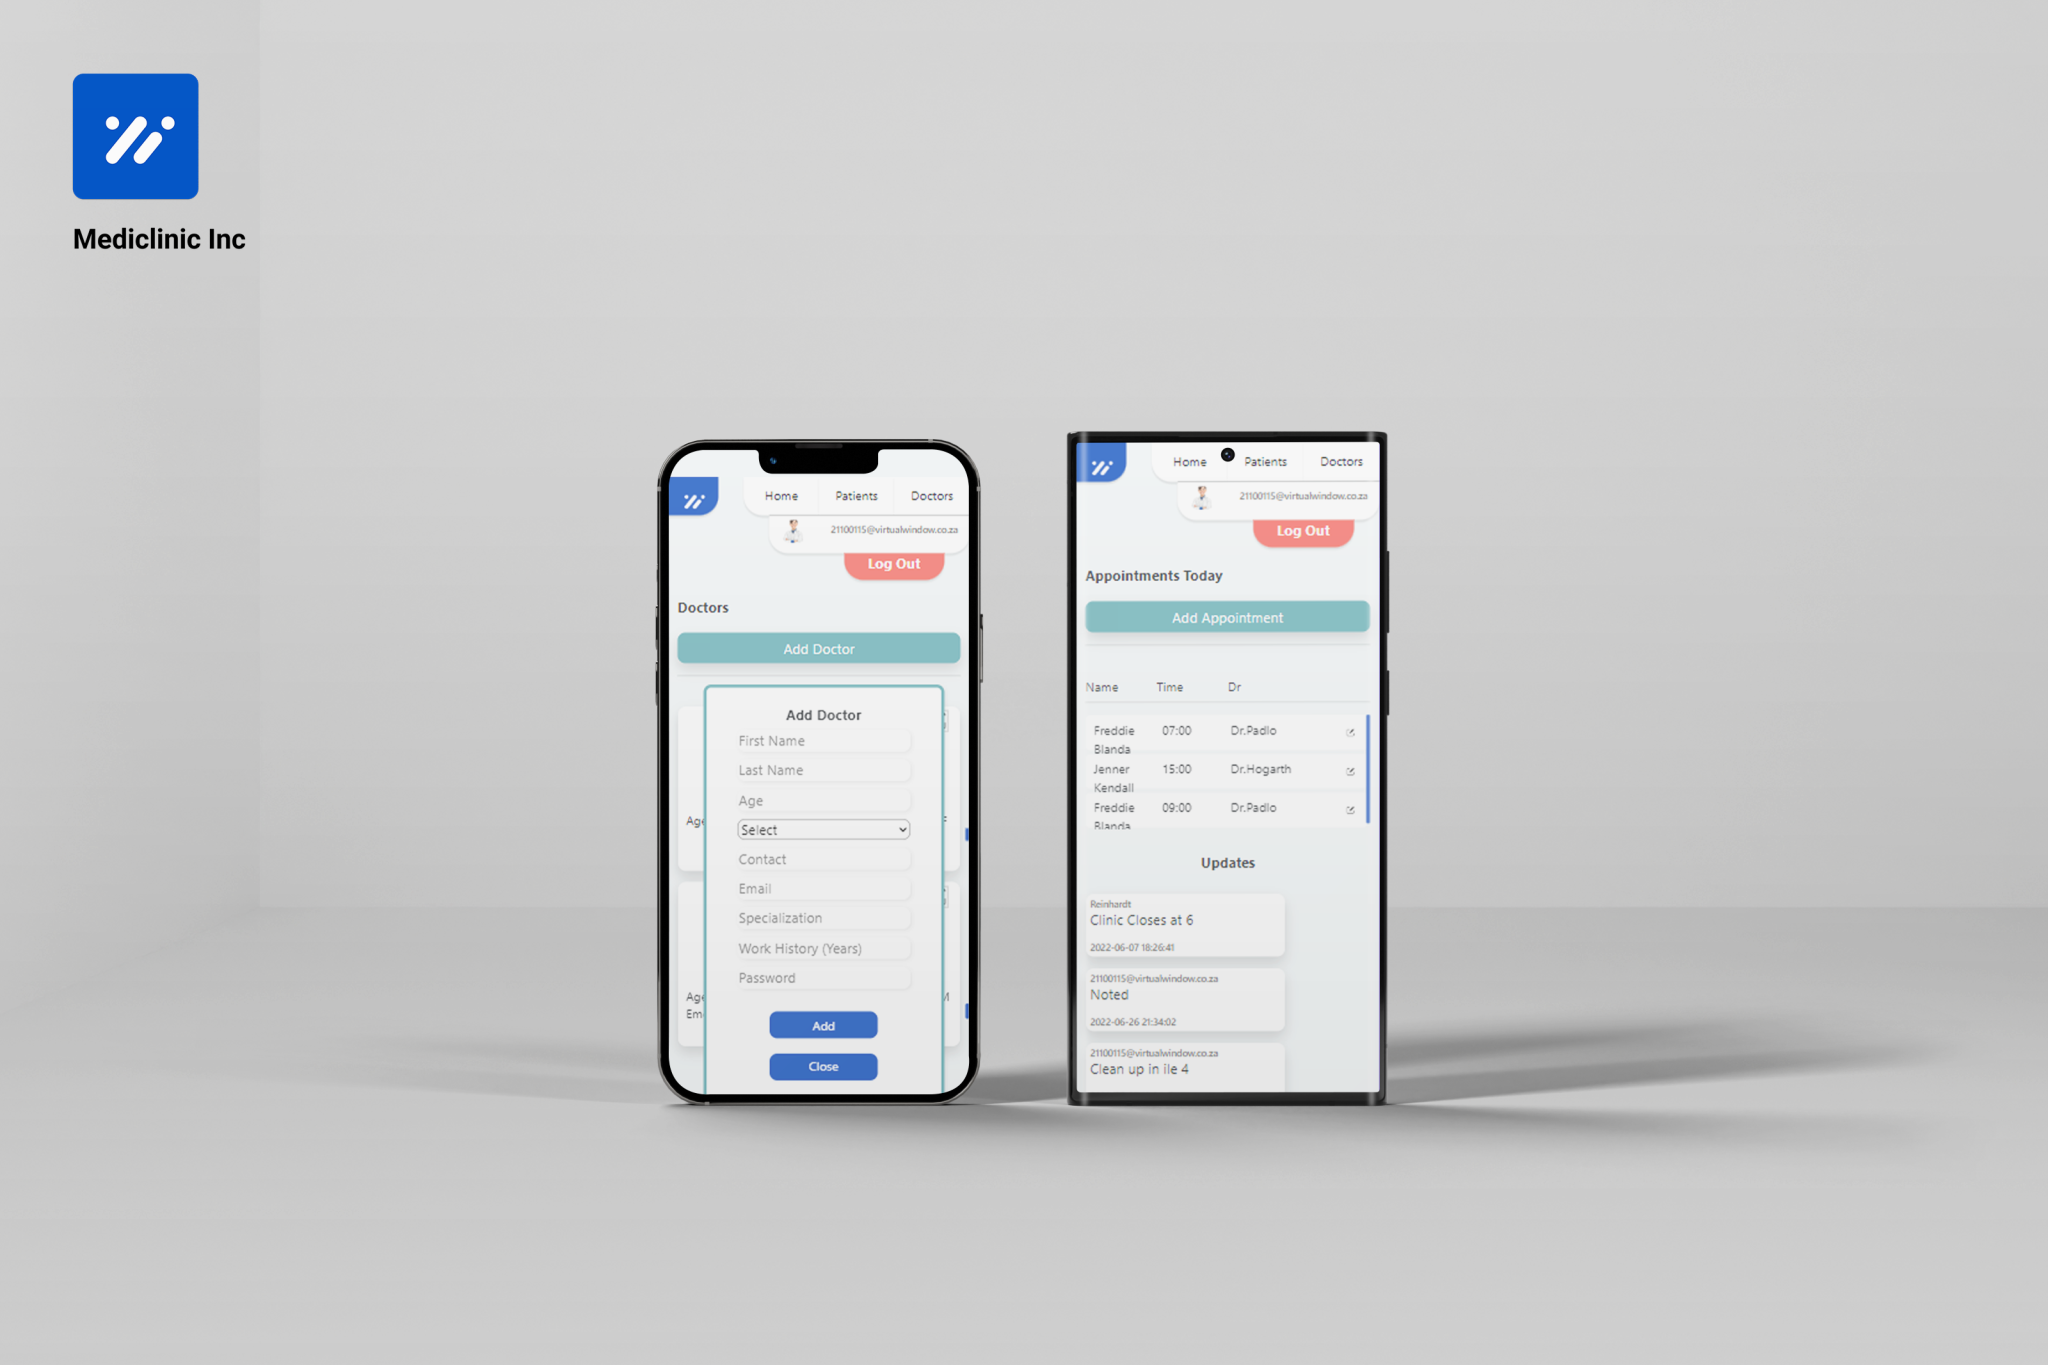 Mediclinic Inc
Home Patients Doctors
21100115@virtualwindow.co.za
Log Out
Doctors
Add Doctor
Add Doctor
First Name
Last Name
Age
Select
Contact
Email
Specialization
Work History (Years)
Password
Add
Close
Age
Age
Em
M
Home Patients Doctors
21100115@virtualwindow.co.za
Log Out
Appointments Today
Add Appointment
Name Time Dr
Freddie 07:00 Dr.Padlo
Blanda
Jenner 15:00 Dr.Hogarth
Kendall
Freddie 09:00 Dr.Padlo
Blanda
Updates
Reinhardt
Clinic Closes at 6
2022-06-07 18:26:41
21100115@virtualwindow.co.za
Noted
2022-06-26 21:34:02
21100115@virtualwindow.co.za
Clean up in ile 4